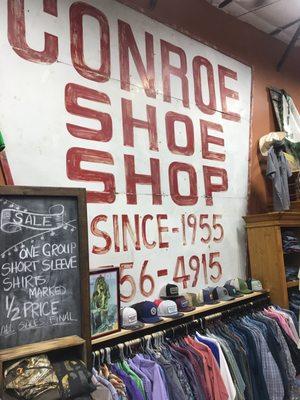 CONROE
SHOE
SHOP
SINCE-1955
56-4915
SALE
ONE GROUP
SHORT SLEEVE
SHIRTS
MARKED
1/2 PRICE
ALL SALES FINAL